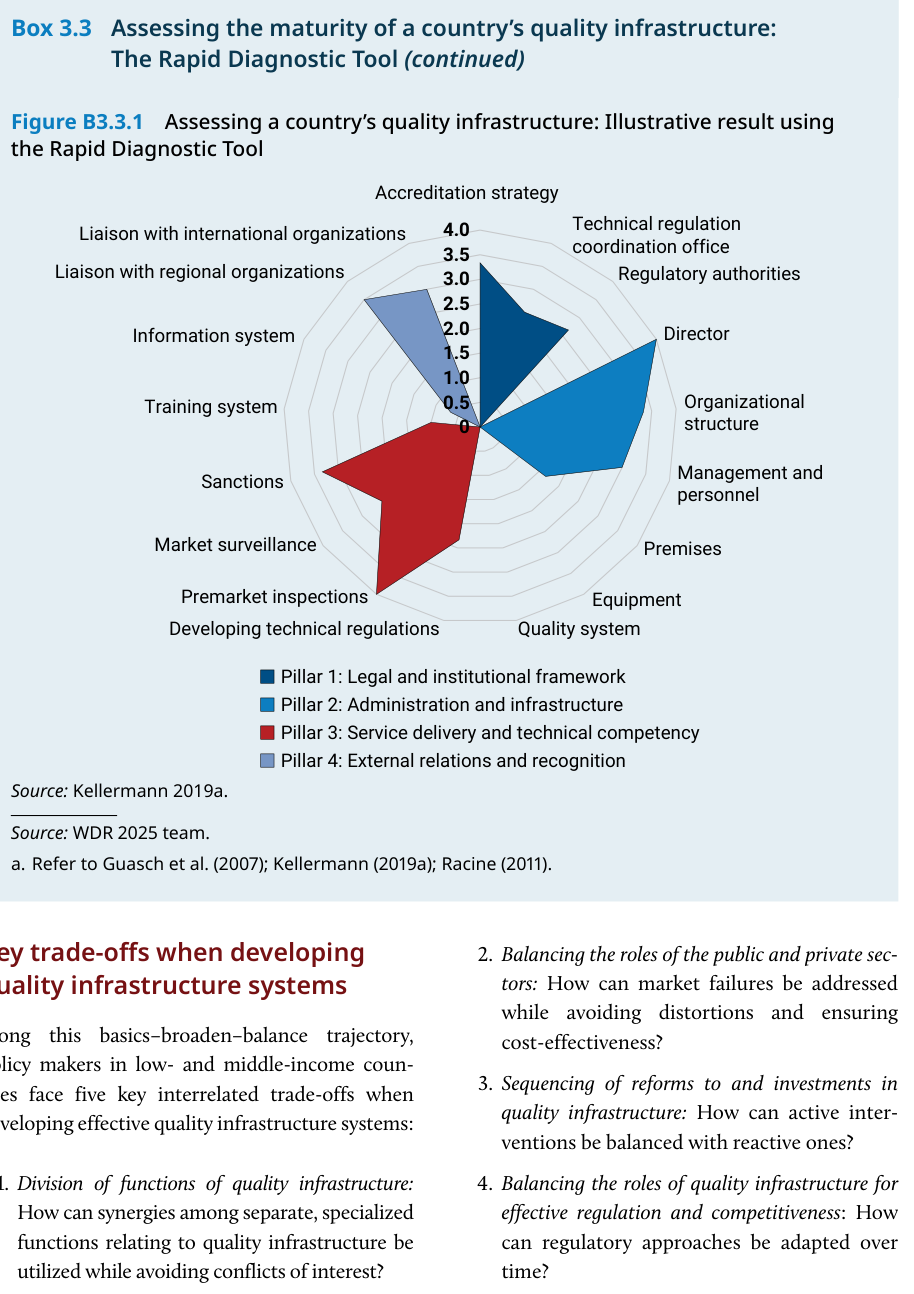 Box 3.3 Assessing the maturity of a country’s quality infrastructure:
The Rapid Diagnostic Tool (continued)
Figure B3.3.1 Assessing a country’s quality infrastructure: Illustrative result using
the Rapid Diagnostic Tool
Accreditation strategy
Technical regulation
coordination office
Regulatory authorities
Director
Organizational
structure
Management and
personnel
Premises
Equipment
Quality system
Developing technical regulations
Premarket inspections
Market surveillance
Sanctions
Training system
Information system
Liaison with regional organizations
Liaison with international organizations
4.0
3.5
3.0
2.5
2.0
1.5
1.0
0.5
0
Pillar 1: Legal and institutional framework
Pillar 2: Administration and infrastructure
Pillar 3: Service delivery and technical competency
Pillar 4: External relations and recognition
Source: Kellermann 2019a.
Source: WDR 2025 team.
a. Refer to Guasch et al. (2007); Kellermann (2019a); Racine (2011).
ey trade-offs when developing
uality infrastructure systems
ong this basics–broaden–balance trajectory,
licy makers in low- and middle-income coun-
es face five key interrelated trade-offs when
veloping effective quality infrastructure systems:
1. Division of functions of quality infrastructure:
How can synergies among separate, specialized
functions relating to quality infrastructure be
utilized while avoiding conflicts of interest?
2. Balancing the roles of the public and private sec-
tors: How can market failures be addressed
while avoiding distortions and ensuring
cost-effectiveness?
3. Sequencing of reforms to and investments in
quality infrastructure: How can active inter-
ventions be balanced with reactive ones?
4. Balancing the roles of quality infrastructure for
effective regulation and competitiveness: How
can regulatory approaches be adapted over
time?